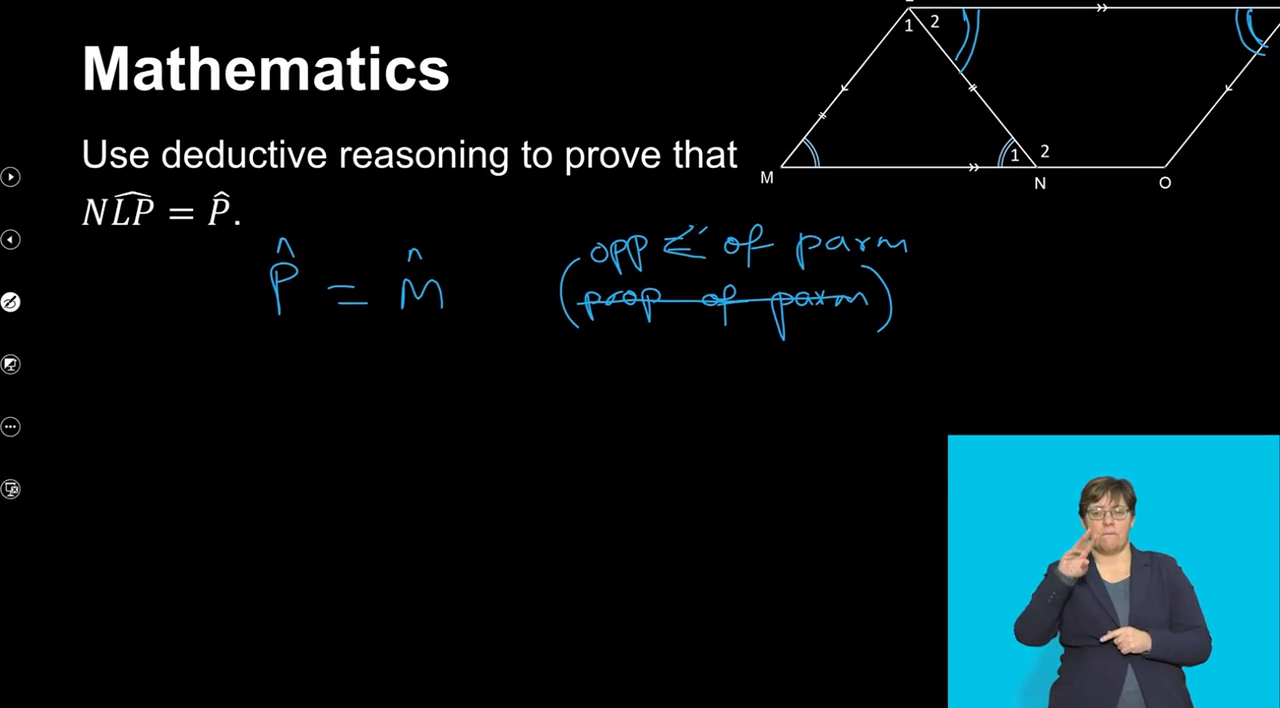 Mathematics
1 2
Use deductive reasoning to prove that
1 2
M
N
O
NL̂P = P̂.
opp ∠s of parm
P̂ = M̂
(prop of parm)